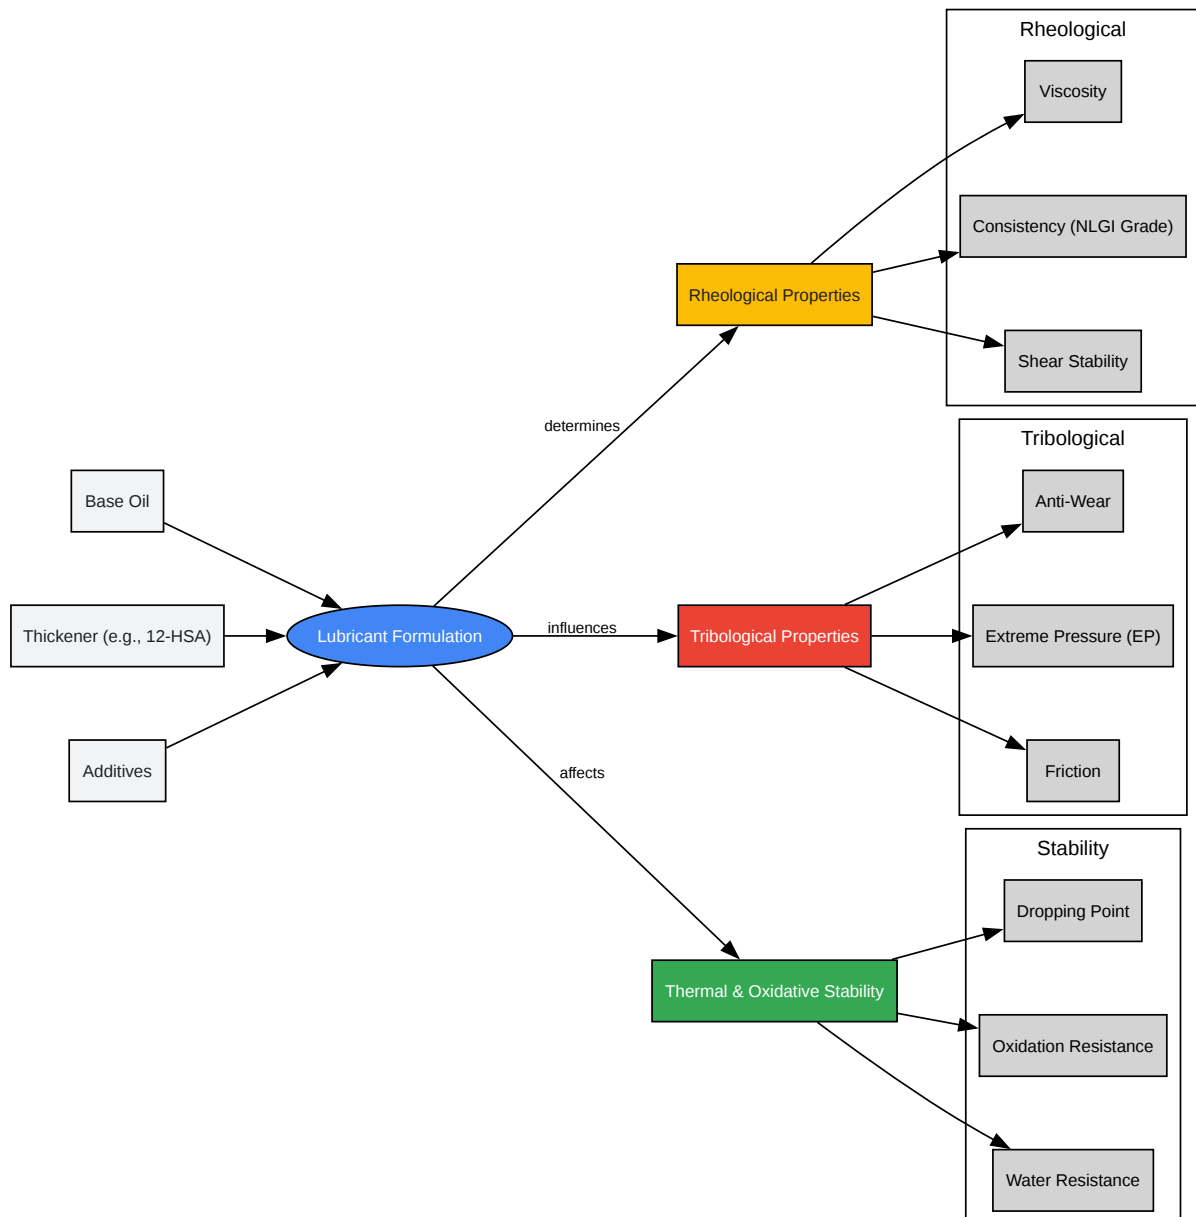 Rheological
Viscosity
Consistency (NLGI Grade)
Rheological Properties
Shear Stability
determines
Tribological
Base Oil
Anti-Wear
Thickener (e.g., 12-HSA)
Lubricant Formulation
influences
Tribological Properties
Extreme Pressure (EP)
Additives
affects
Friction
Stability
Dropping Point
Thermal & Oxidative Stability
Oxidation Resistance
Water Resistance